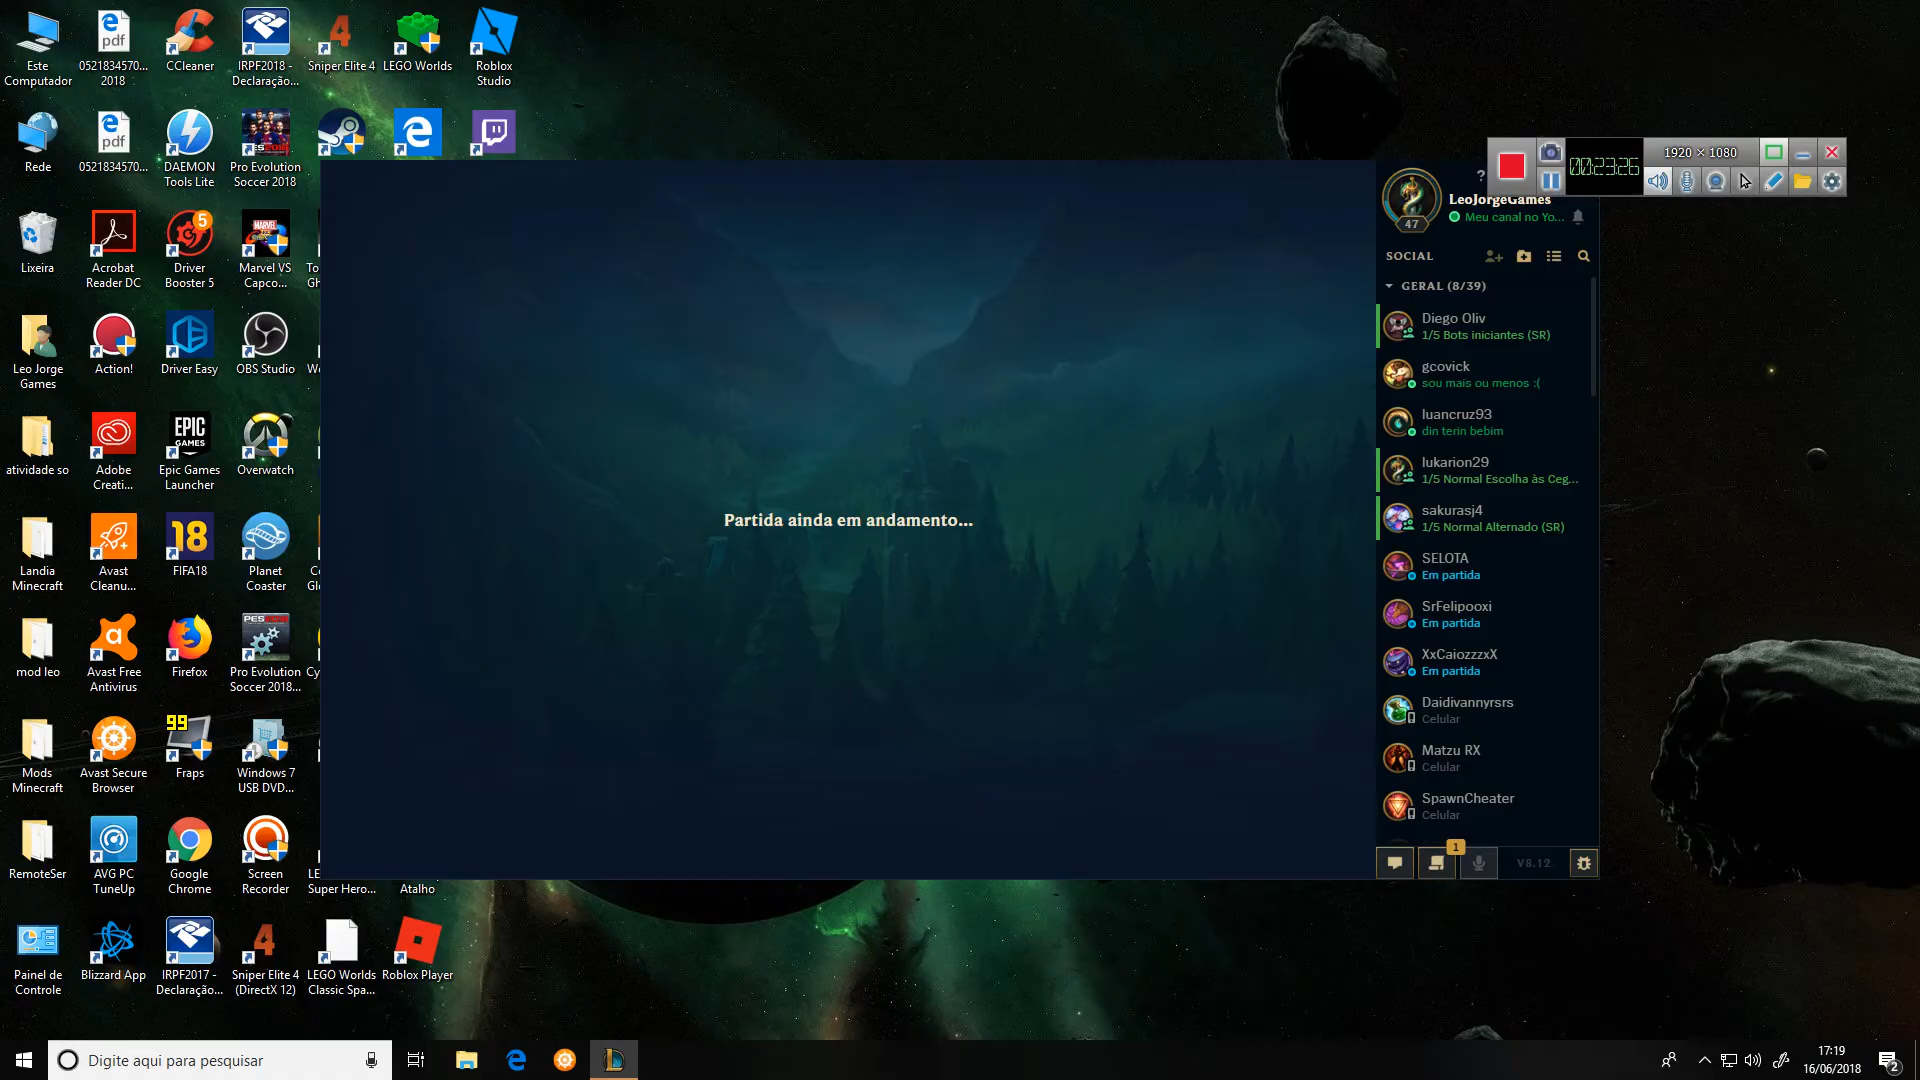 Este
Computador
0521834570...
2018
CCleaner
IRPF2018 -
Declaração...
Sniper Elite 4
LEGO Worlds
Roblox
Studio
Rede
0521834570...
DAEMON
Tools Lite
Pro Evolution
Soccer 2018
Lixeira
Acrobat
Reader DC
Driver
Booster 5
Marvel VS
Capco...
Leo Jorge
Games
Action!
Driver Easy
OBS Studio
atividade so
Adobe
Creati...
Epic Games
Launcher
Overwatch
Landia
Minecraft
Avast
Cleanu...
FIFA18
Planet
Coaster
mod leo
Avast Free
Antivirus
Firefox
Pro Evolution
Soccer 2018...
Mods
Minecraft
Avast Secure
Browser
Fraps
Windows 7
USB DVD...
RemoteSer
AVG PC
TuneUp
Google
Chrome
Screen
Recorder
Super Hero...
Atalho
Painel de
Controle
Blizzard App
IRPF2017 -
Declaração...
Sniper Elite 4
(DirectX 12)
LEGO Worlds
Classic Spa...
Roblox Player
Partida ainda em andamento...
00:23:26
1920 × 1080
47
LeoJorgeGames
Meu canal no Yo...
SOCIAL
GERAL (8/39)
Diego Oliv
1/5 Bots iniciantes (SR)
gcovick
sou mais ou menos :(
luancruz93
din terin bebim
lukarion29
1/5 Normal Escolha às Ceg...
sakurasj4
1/5 Normal Alternado (SR)
SELOTA
Em partida
SrFelipooxi
Em partida
XxCaiozzzxX
Em partida
Daidivannyrsrs
Celular
Matzu RX
Celular
SpawnCheater
Celular
1
V8.12
Digite aqui para pesquisar
17:19
16/06/2018
2